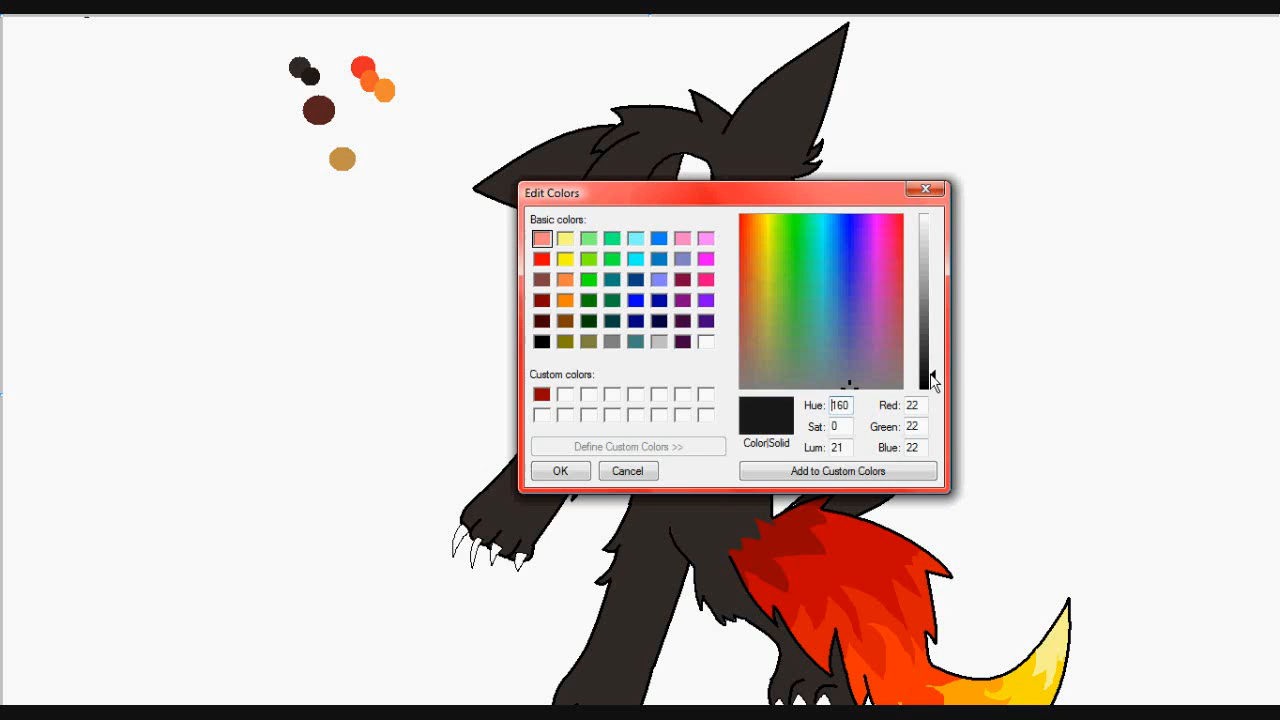 Edit Colors
x
Basic colors:
Custom colors:
Define Custom Colors >>
OK
Cancel
Color|Solid
Hue: 160
Sat: 0
Lum: 21
Red: 22
Green: 22
Blue: 22
Add to Custom Colors